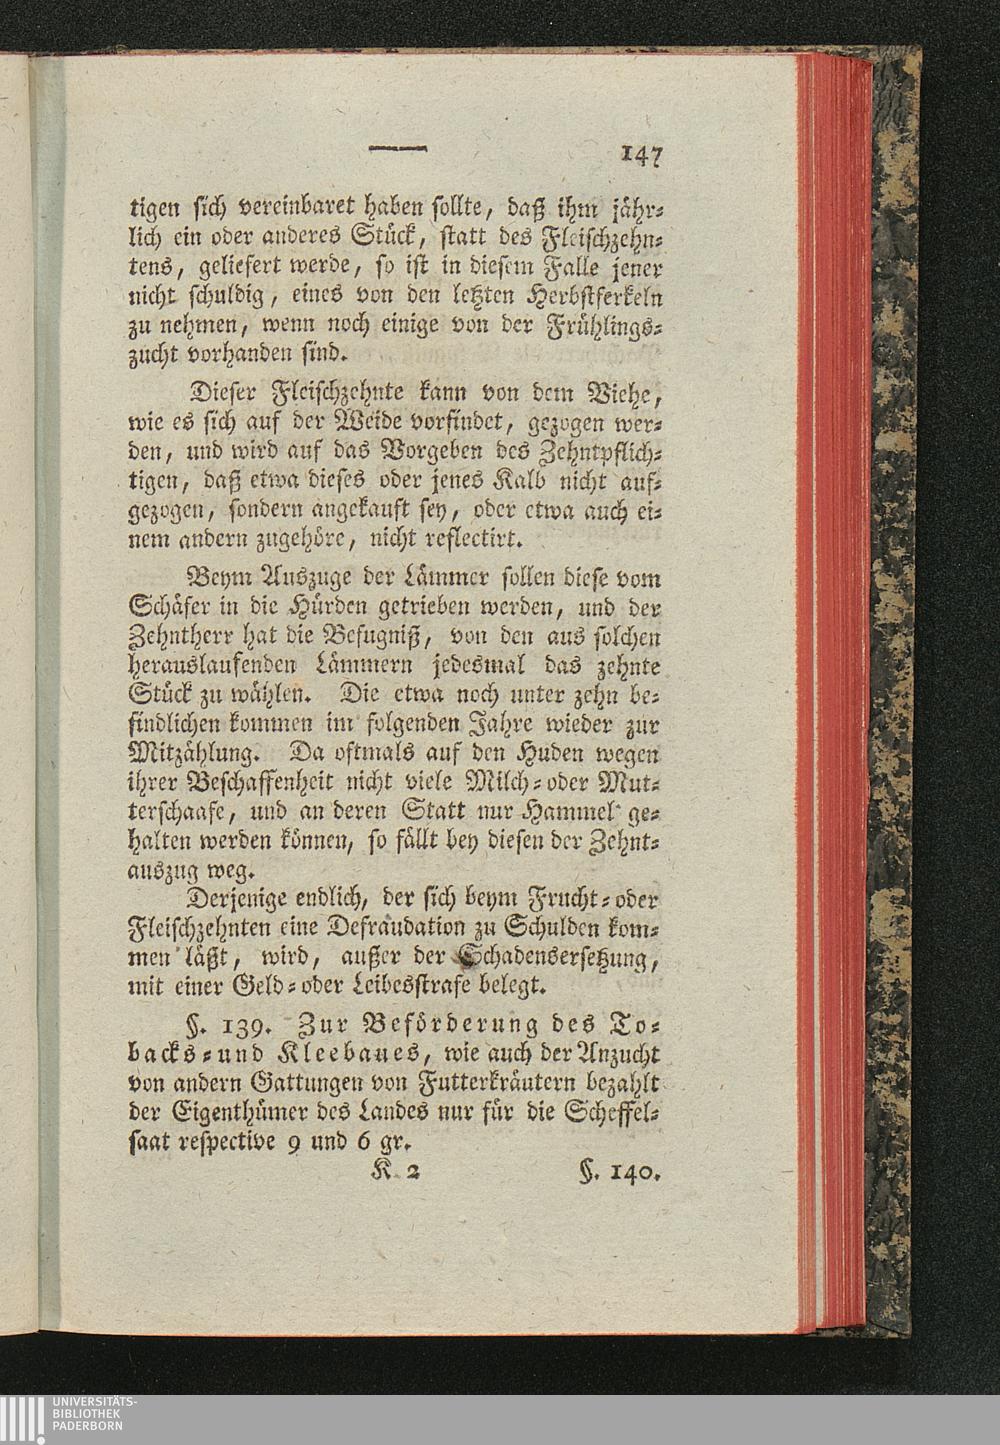 147
tigen sich vereinbaret haben sollte, daß ihm jähr-
lich ein oder anderes Stück, statt des Fleischzehn-
tens, geliefert werde, so ist in diesem Falle jener
nicht schuldig, eines von den letzten Herbstferkeln
zu nehmen, wenn noch einige von der Frühlings-
zucht vorhanden sind.
Dieser Fleischzehnte kann von dem Viehe,
wie es sich auf der Weide vorfindet, gezogen wer-
den, und wird auf das Vorgeben des Zehntpflich-
tigen, daß etwa dieses oder jenes Kalb nicht auf-
gezogen, sondern angekauft sey, oder etwa auch ei-
nem andern zugehöre, nicht reflectirt.
Beym Auszuge der Lämmer sollen diese vom
Schäfer in die Hürden getrieben werden, und der
Zehntherr hat die Befugniß, von den aus solchen
herauslaufenden Lämmern jedesmal das zehnte
Stück zu wählen. Die etwa noch unter zehn be-
findlichen kommen im folgenden Jahre wieder zur
Mitzählung. Da oftmals auf den Huden wegen
ihrer Beschaffenheit nicht viele Milch-oder Mut-
terschaafe, und an deren Statt nur Hammel ge-
halten werden können, so fällt bey diesen der Zehnt-
auszug weg.
Derjenige endlich, der sich beym Frucht-oder
Fleischzehnten eine Defraudation zu Schulden kom-
men läßt, wird, außer der Schadensersetzung,
mit einer Geld-oder Leibesstrafe belegt.
§. 139. Zur Beförderung des To-
backs-und Kleebaues, wie auch der Anzucht
von andern Gattungen von Futterkräutern bezahlt
der Eigenthümer des Landes nur für die Scheffel-
saat respective 9 und 6 gr.
K 2 §. 140.
UNIVERSITÄTS-
BIBLIOTHEK
PADERBORN